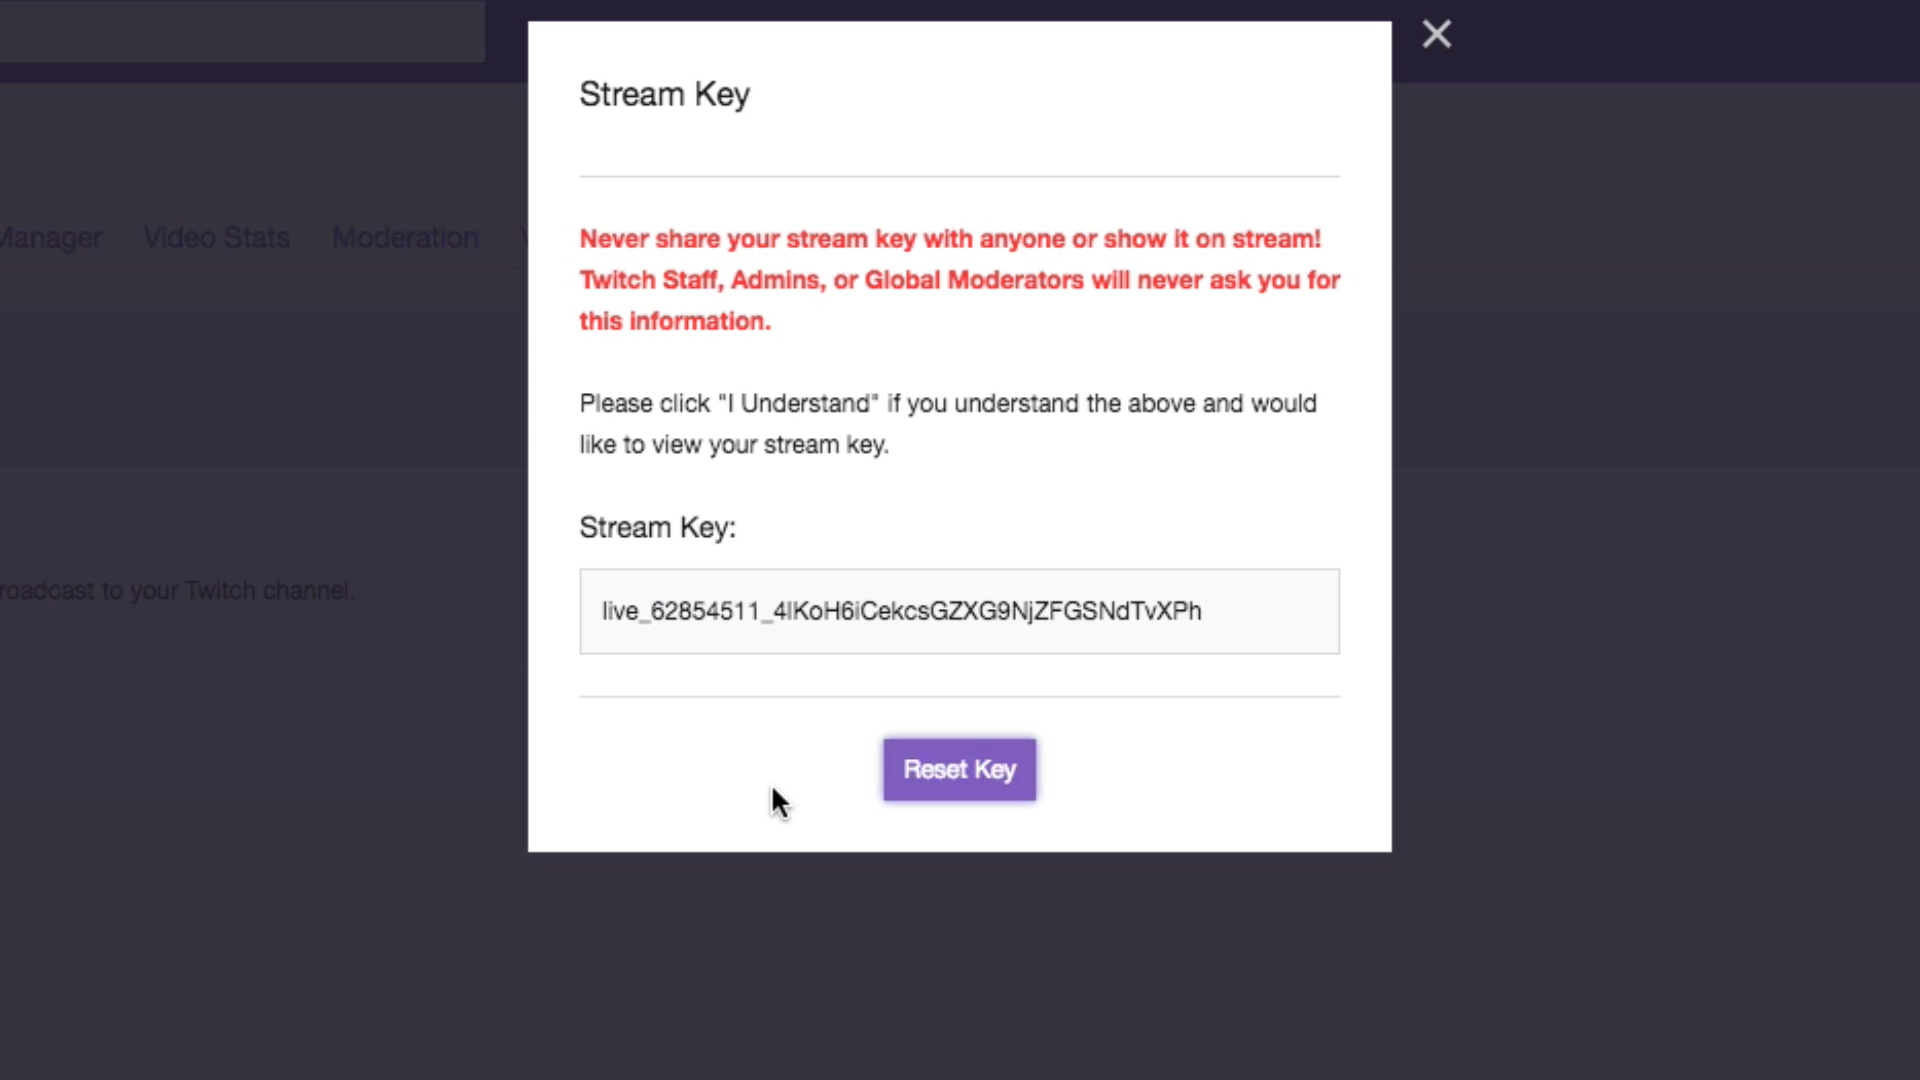 Stream Key
Never share your stream key with anyone or show it on stream!
Twitch Staff, Admins, or Global Moderators will never ask you for
this information.
Manager Video Stats Moderation
Please click "I Understand" if you understand the above and would
like to view your stream key.
Stream Key:
roadcast to your Twitch channel.
Reset Key